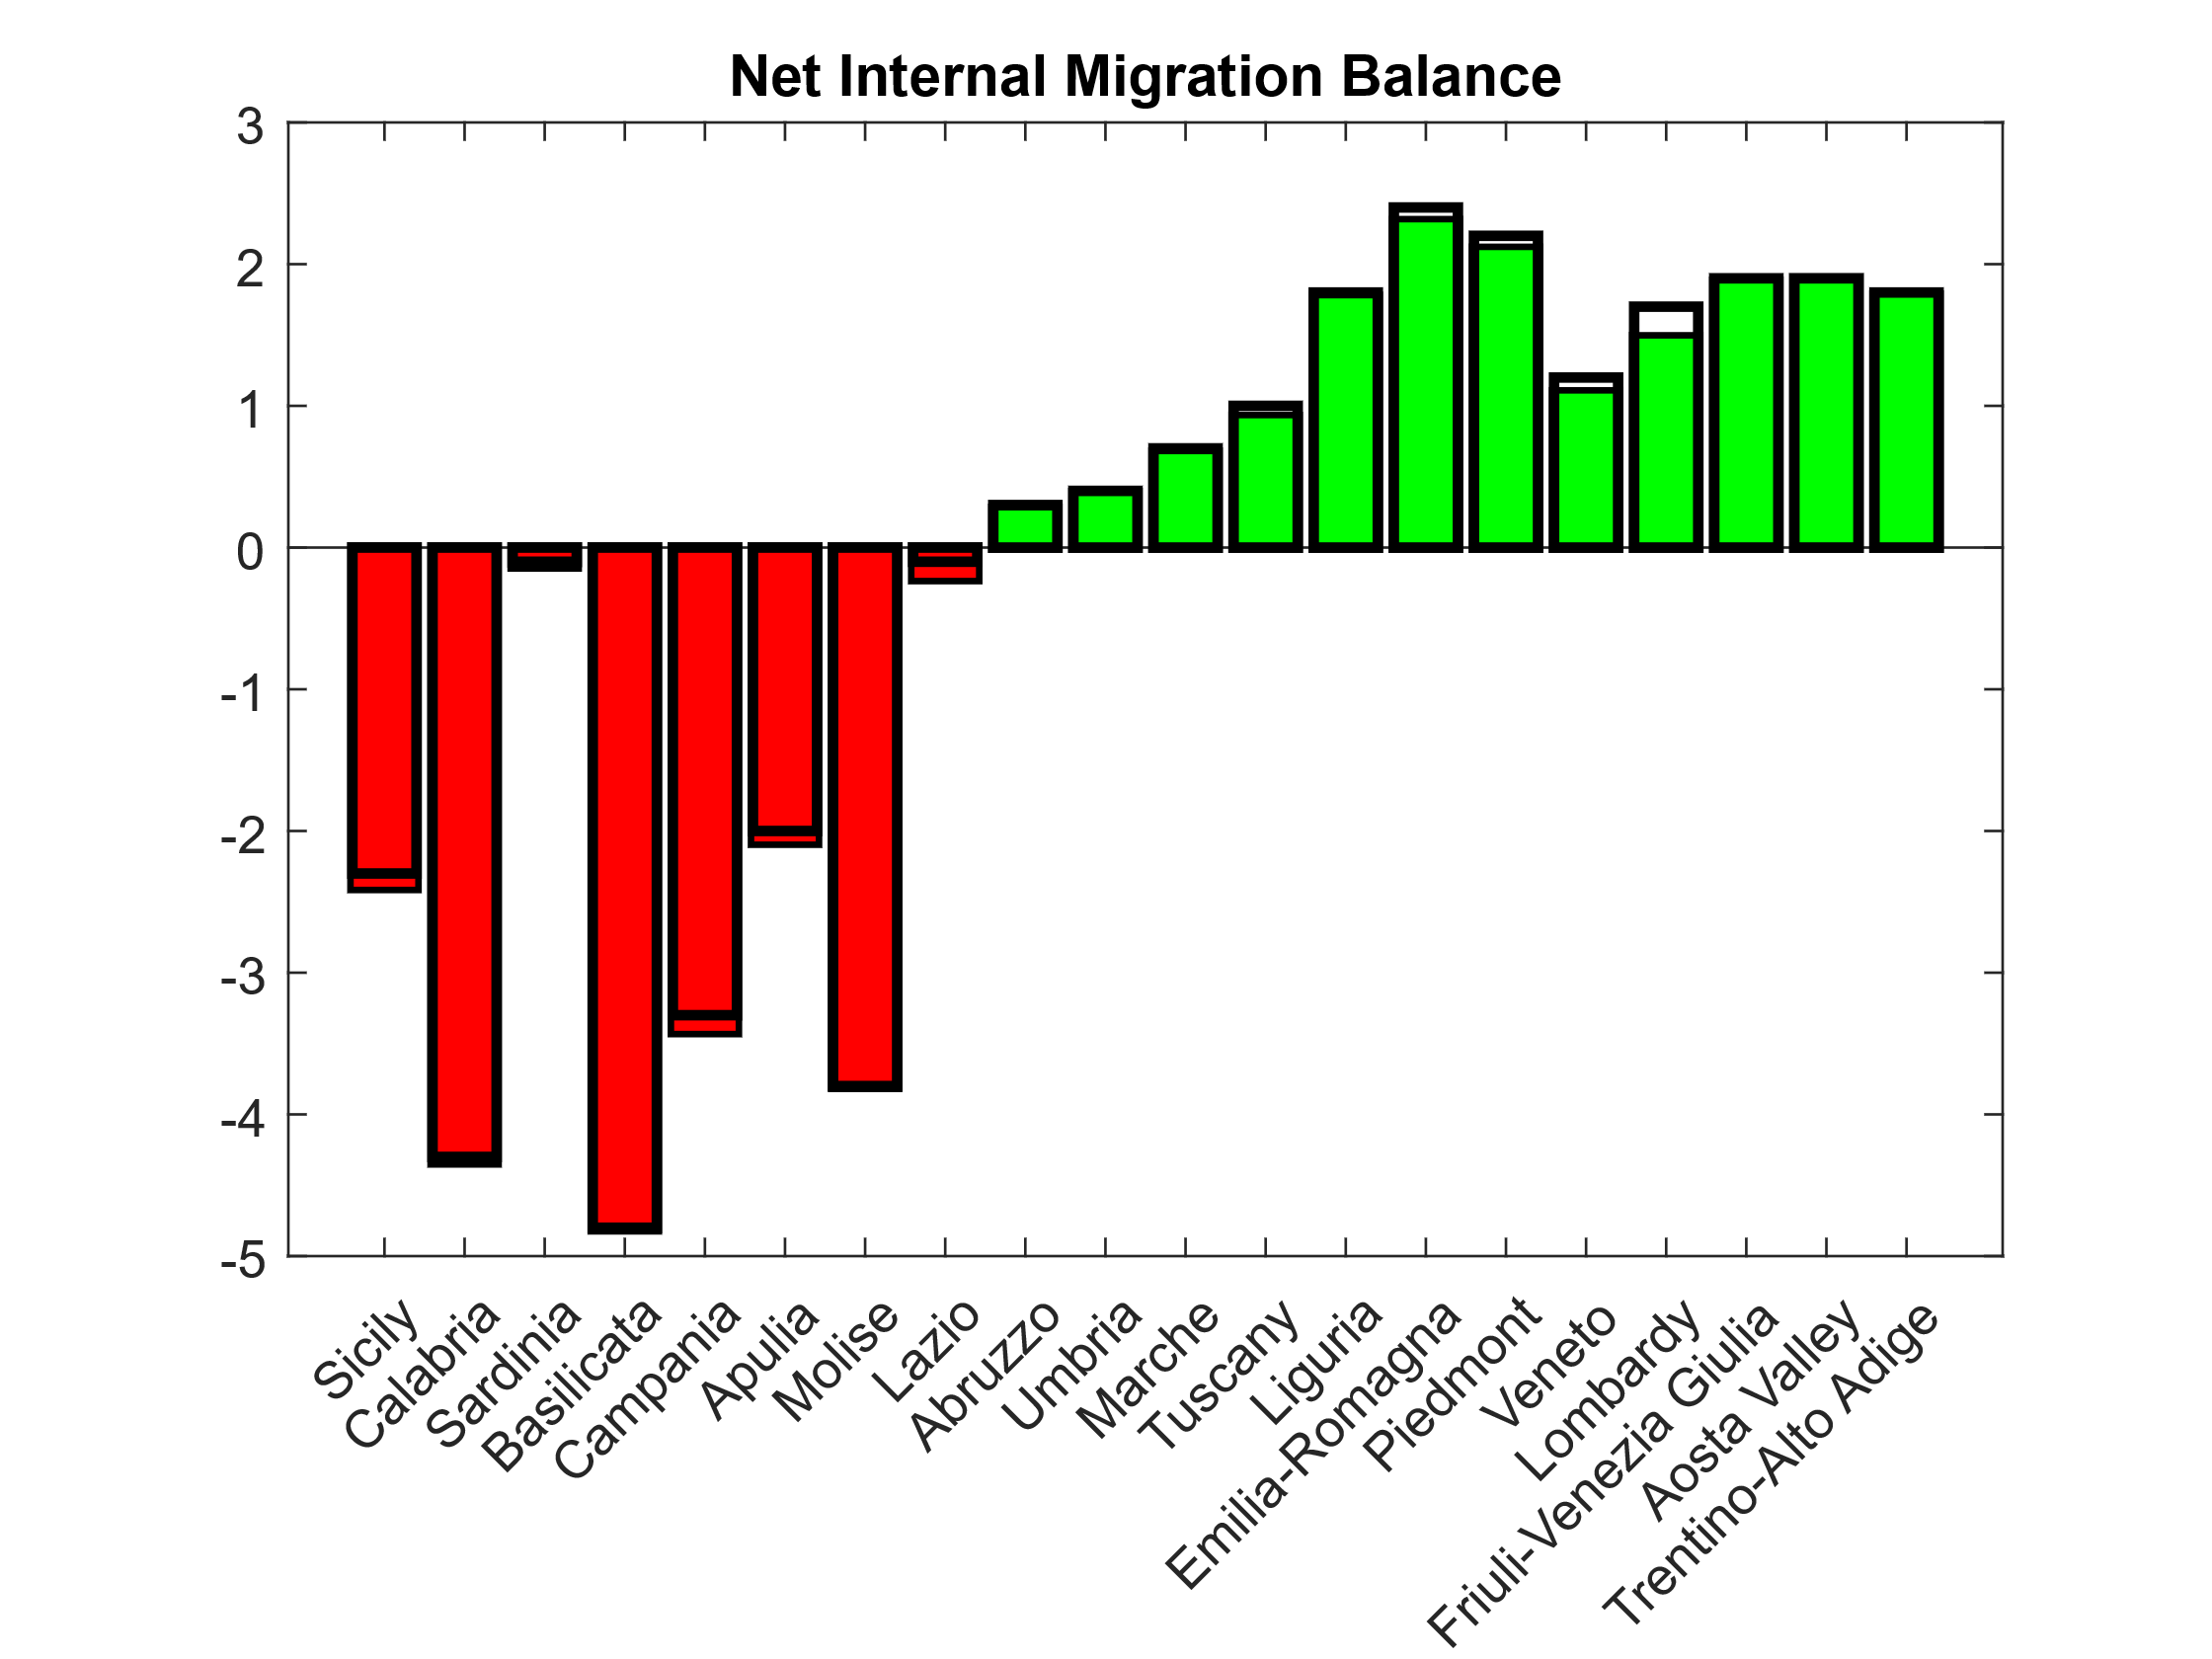 Net Internal Migration Balance
3
2
1
0
-1
-2
-3
-4
-5
Sicily
Calabria
Sardinia
Basilicata
Campania
Apulia
Molise
Lazio
Abruzzo
Umbria
Marche
Tuscany
Liguria
Emilia-Romagna
Piedmont
Veneto
Lombardy
Friuli-Venezia Giulia
Aosta Valley
Trentino-Alto Adige